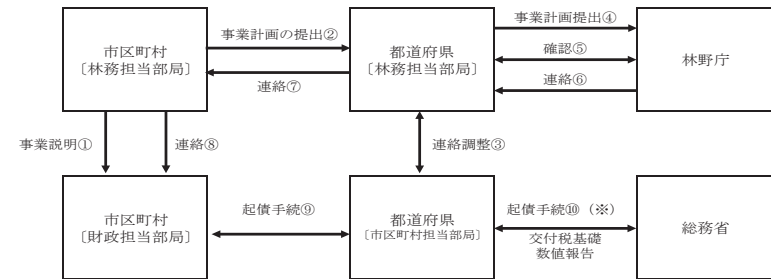 事業計画の提出②
事業計画提出④
市区町村
〔林務担当部局〕
都道府県
〔林務担当部局〕
確認⑤
林野庁
連絡⑦
連絡⑥
事業説明①
連絡⑧
連絡調整③
市区町村
〔財政担当部局〕
起債手続⑨
都道府県
〔市区町村担当部局〕
起債手続⑩（※）
交付税基礎
数値報告
総務省